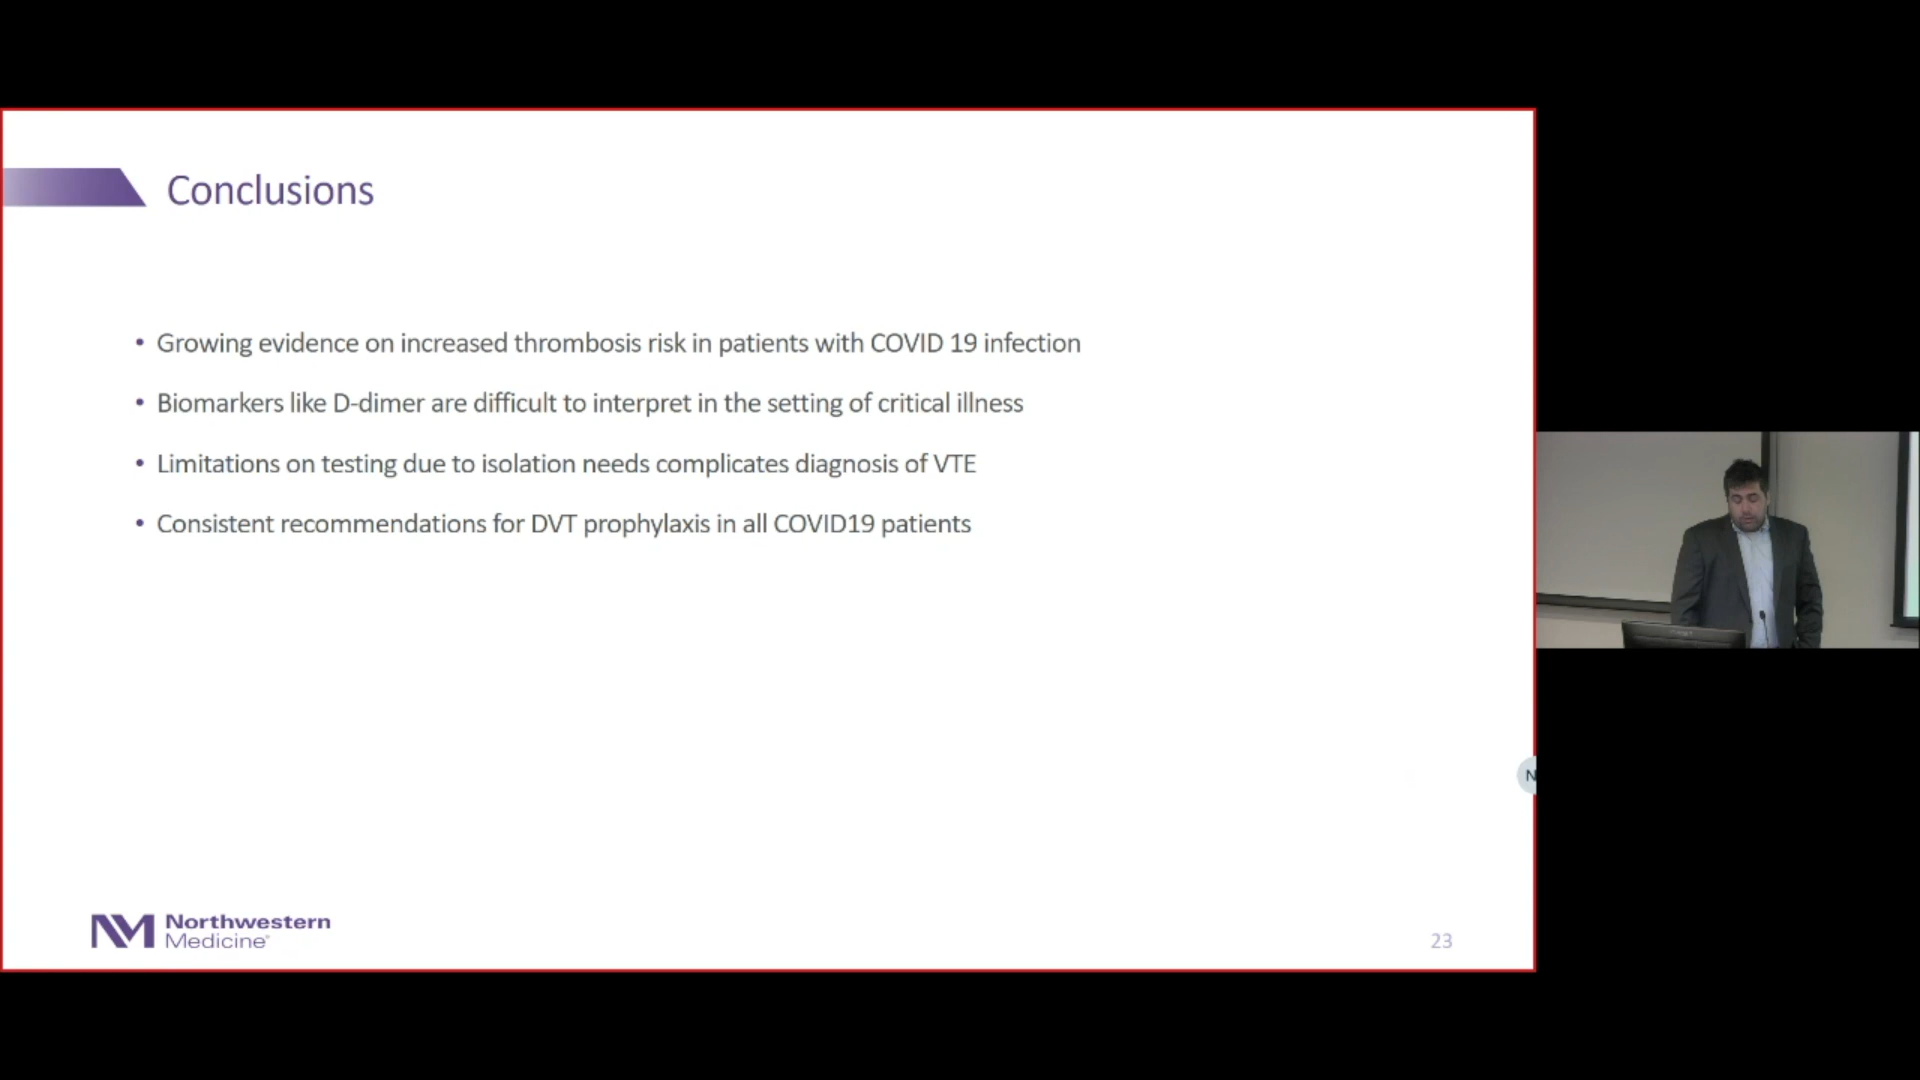 Conclusions
• Growing evidence on increased thrombosis risk in patients with COVID 19 infection
• Biomarkers like D-dimer are difficult to interpret in the setting of critical illness
• Limitations on testing due to isolation needs complicates diagnosis of VTE
• Consistent recommendations for DVT prophylaxis in all COVID19 patients
N
NM Northwestern
Medicine®
23